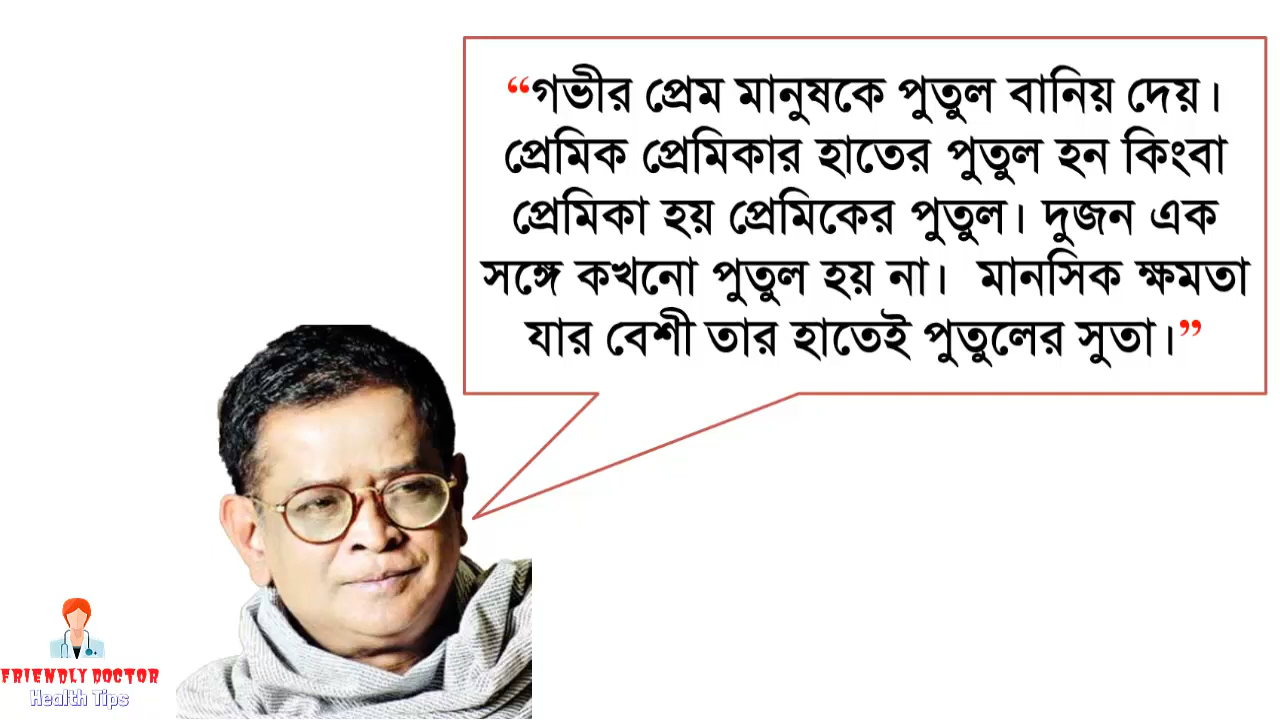 “গভীর প্রেম মানুষকে পুতুল বানিয় দেয়।
প্রেমিক প্রেমিকার হাতের পুতুল হন কিংবা
প্রেমিকা হয় প্রেমিকের পুতুল। দুজন এক
সঙ্গে কখনো পুতুল হয় না। মানসিক ক্ষমতা
যার বেশী তার হাতেই পুতুলের সুতা।”
FRIENDLY DOCTOR
Health Tips